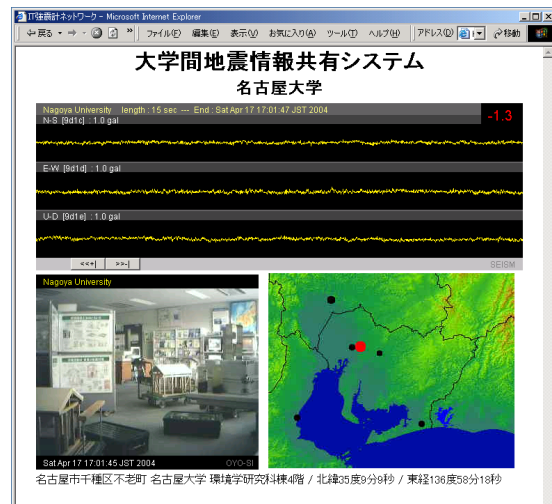 IT強震計ネットワーク - Microsoft Internet Explorer
戻る » ファイル(F) 編集(E) 表示(V) お気に入り(A) ツール(T) ヘルプ(H) アドレス(D) 移動
大学間地震情報共有システム
名古屋大学
Nagoya University length : 15 sec --- End : Sat Apr 17 17:01:47 JST 2004
-1.3
N-S [9d1c] : 1.0 gal
E-W [9d1d] : 1.0 gal
U-D [9d1e] : 1.0 gal
<<+| >>-| SEISM
Nagoya University
Sat Apr 17 17:01:45 JST 2004 OYO-SI
名古屋市千種区不老町 名古屋大学 環境学研究科棟4階 / 北緯35度9分9秒 / 東経136度58分18秒